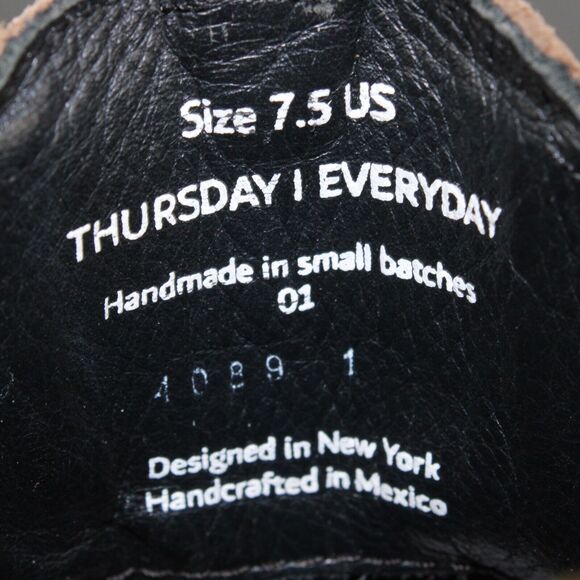 Size 7.5 US
THURSDAY | EVERYDAY
Handmade in small batches
01
4089 1
Designed in New York
Handcrafted in Mexico